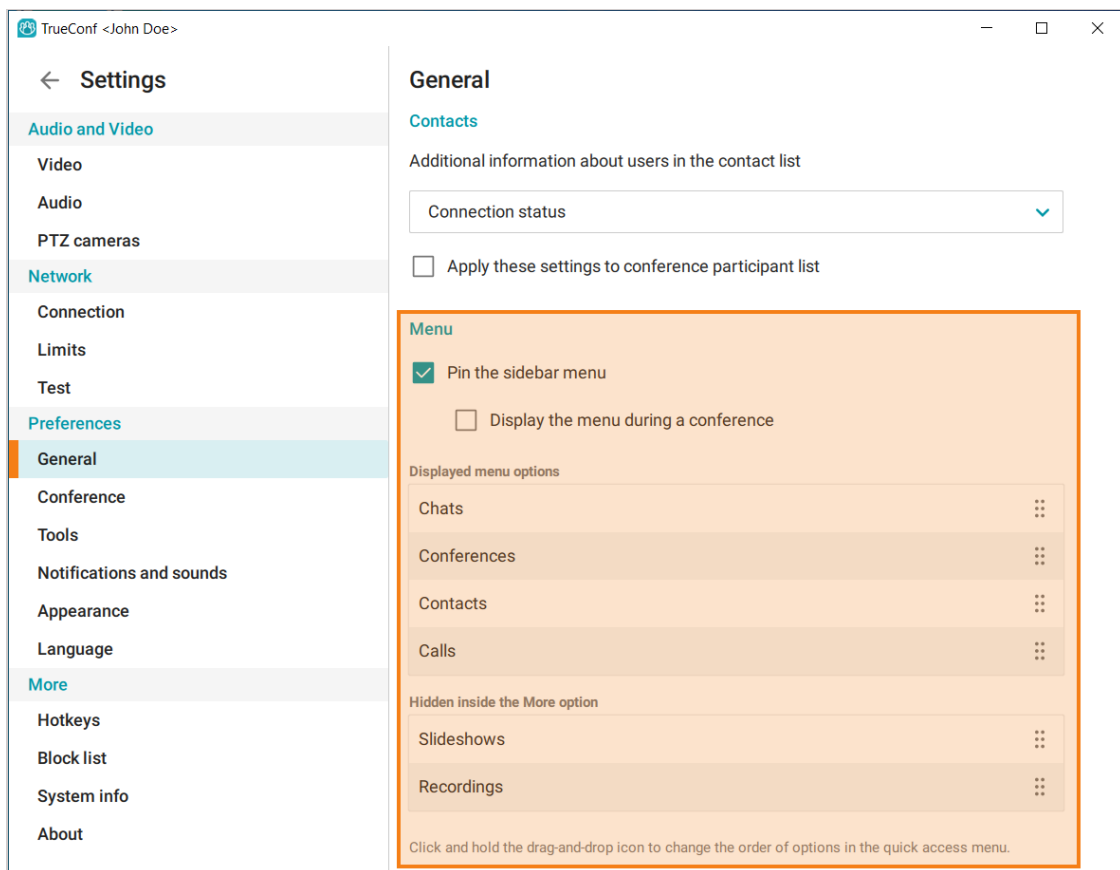 TrueConf <John Doe>
Settings
Audio and Video
Video
Audio
PTZ cameras
Network
Connection
Limits
Test
Preferences
General
Conference
Tools
Notifications and sounds
Appearance
Language
More
Hotkeys
Block list
System info
About
General
Contacts
Additional information about users in the contact list
Connection status
Apply these settings to conference participant list
Menu
Pin the sidebar menu
Display the menu during a conference
Displayed menu options
Chats
Conferences
Contacts
Calls
Hidden inside the More option
Slideshows
Recordings
Click and hold the drag-and-drop icon to change the order of options in the quick access menu.